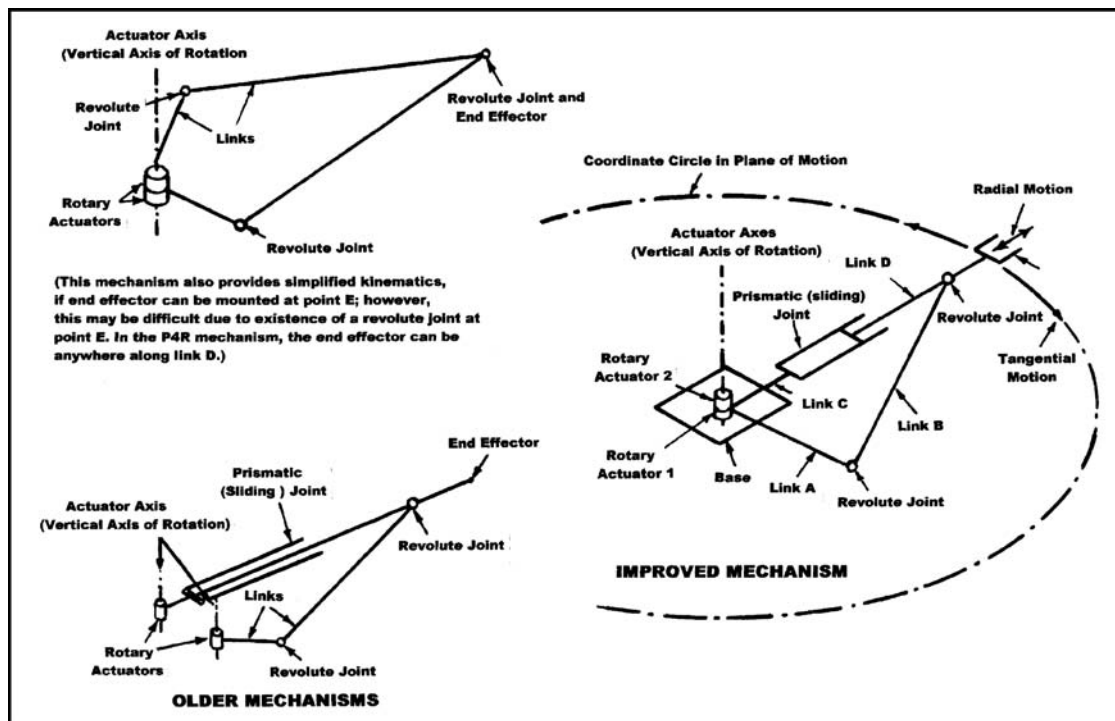 Actuator Axis
(Vertical Axis of Rotation
Revolute
Joint
Links
Revolute Joint and
End Effector
Rotary
Actuators
Revolute Joint
(This mechanism also provides simplified kinematics,
if end effector can be mounted at point E; however,
this may be difficult due to existence of a revolute joint at
point E. In the P4R mechanism, the end effector can be
anywhere along link D.)
End Effector
Prismatic
(Sliding ) Joint
Actuator Axis
(Vertical Axis of Rotation)
Revolute Joint
Links
Rotary
Actuators
Revolute Joint
OLDER MECHANISMS
Coordinate Circle in Plane of Motion
Radial Motion
Actuator Axes
(Vertical Axis of Rotation)
Link D
Prismatic (sliding)
Joint
Revolute Joint
Rotary
Actuator 2
Tangential
Motion
Link C
Link B
Rotary
Actuator 1
Base
Link A
Revolute Joint
IMPROVED MECHANISM